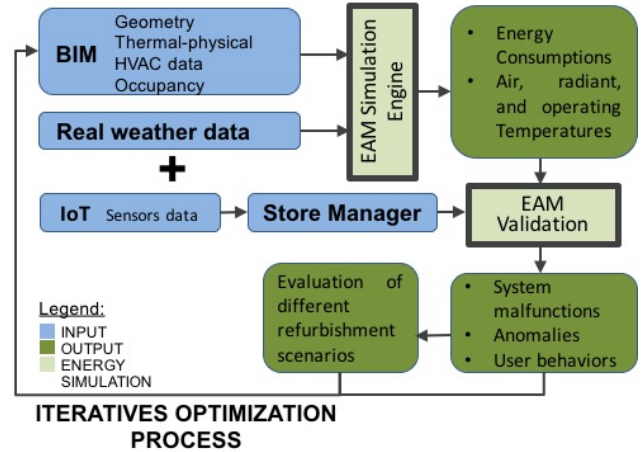 BIM
Geometry
Thermal-physical
HVAC data
Occupancy
Real weather data
+
IoT Sensors data
Store Manager
EAM Simulation
Engine
• Energy
Consumptions
• Air, radiant,
and operating
Temperatures
EAM
Validation
• System
malfunctions
• Anomalies
• User behaviors
Evaluation of
different
refurbishment
scenarios
Legend:
INPUT
OUTPUT
ENERGY
SIMULATION
ITERATIVES OPTIMIZATION
PROCESS